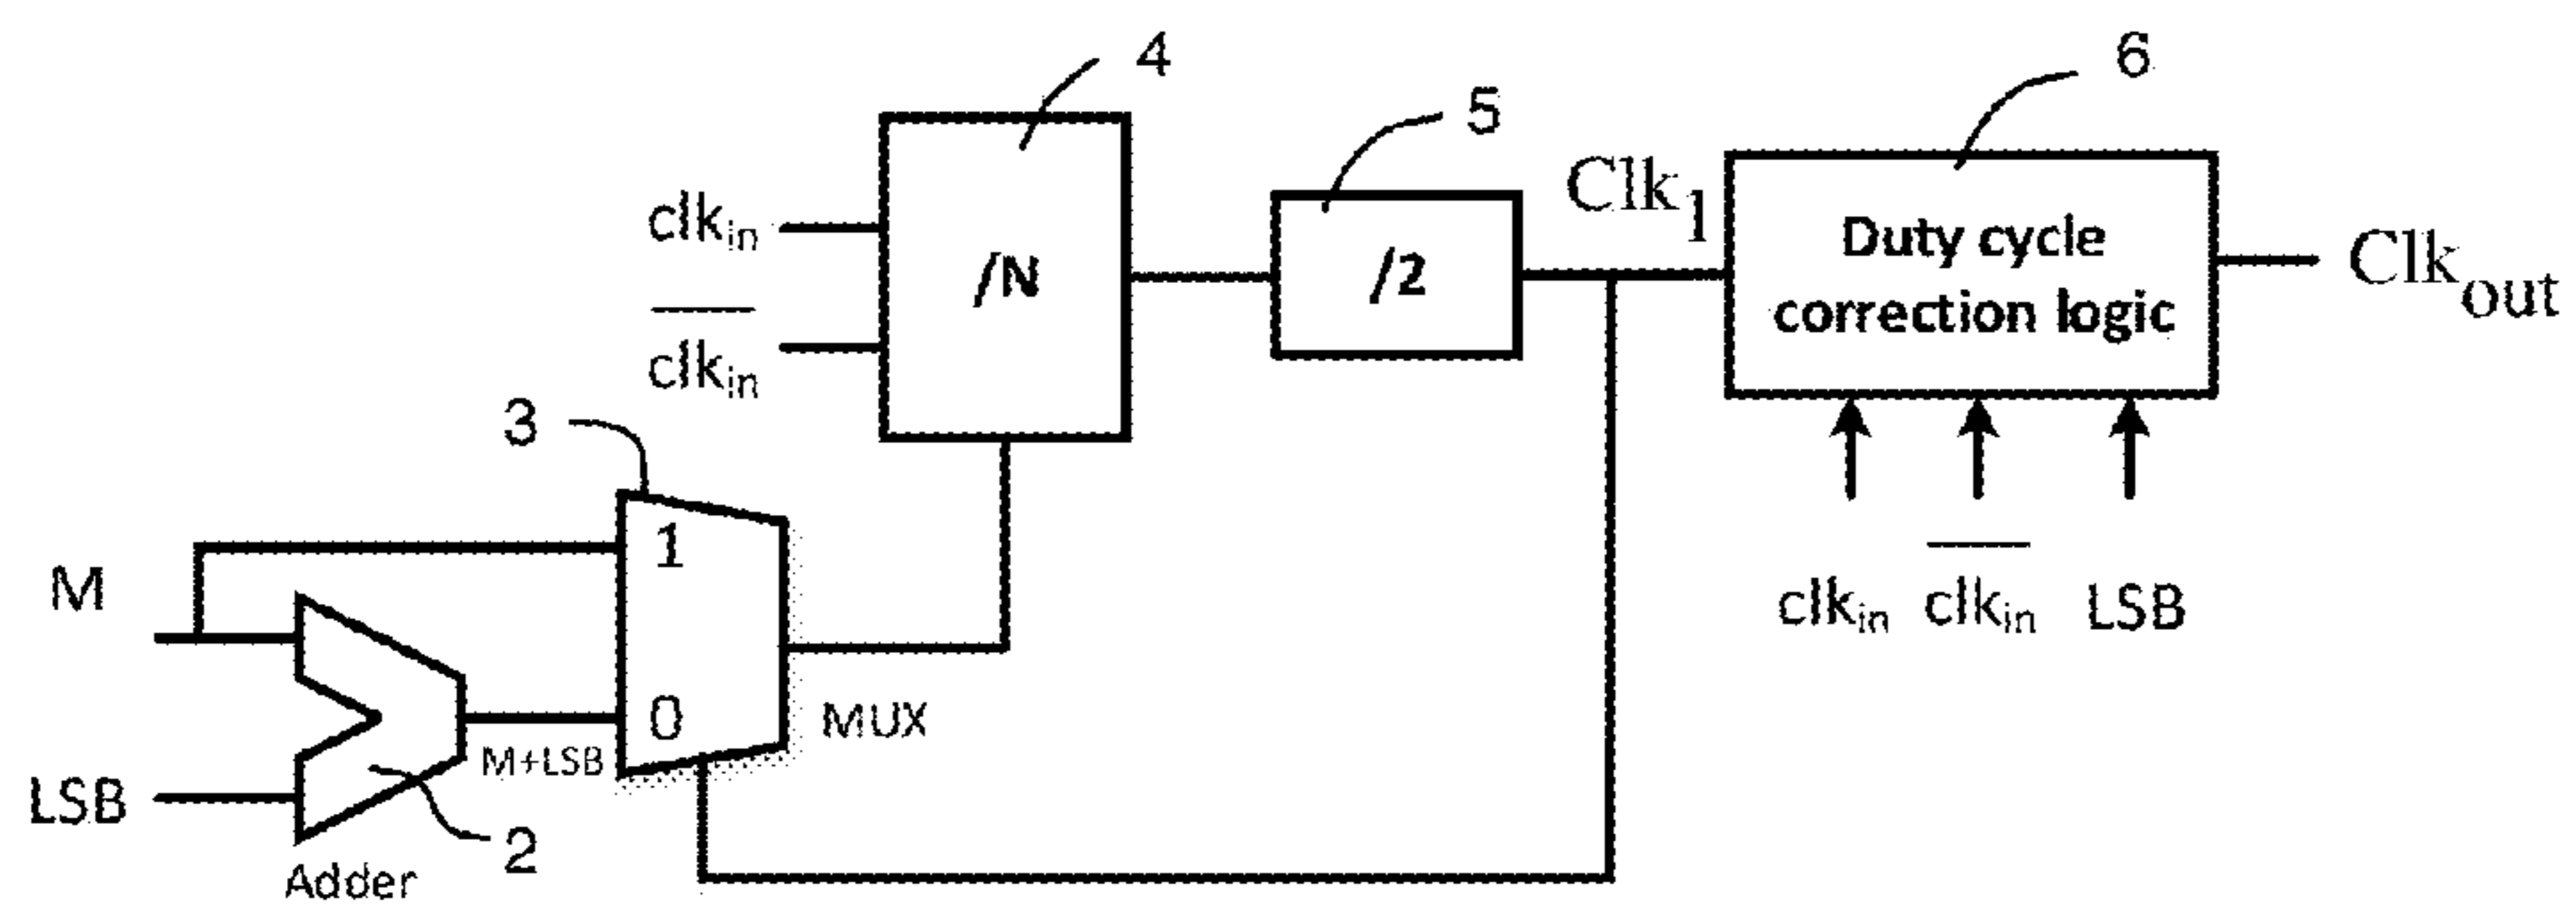 4
5
6
clk_in
/N
/2
Clk_1
Duty cycle
correction logic
Clk_out
clk_in
3
1
M
0
MUX
M+LSB
LSB
2
Adder
clk_in
clk_in
LSB